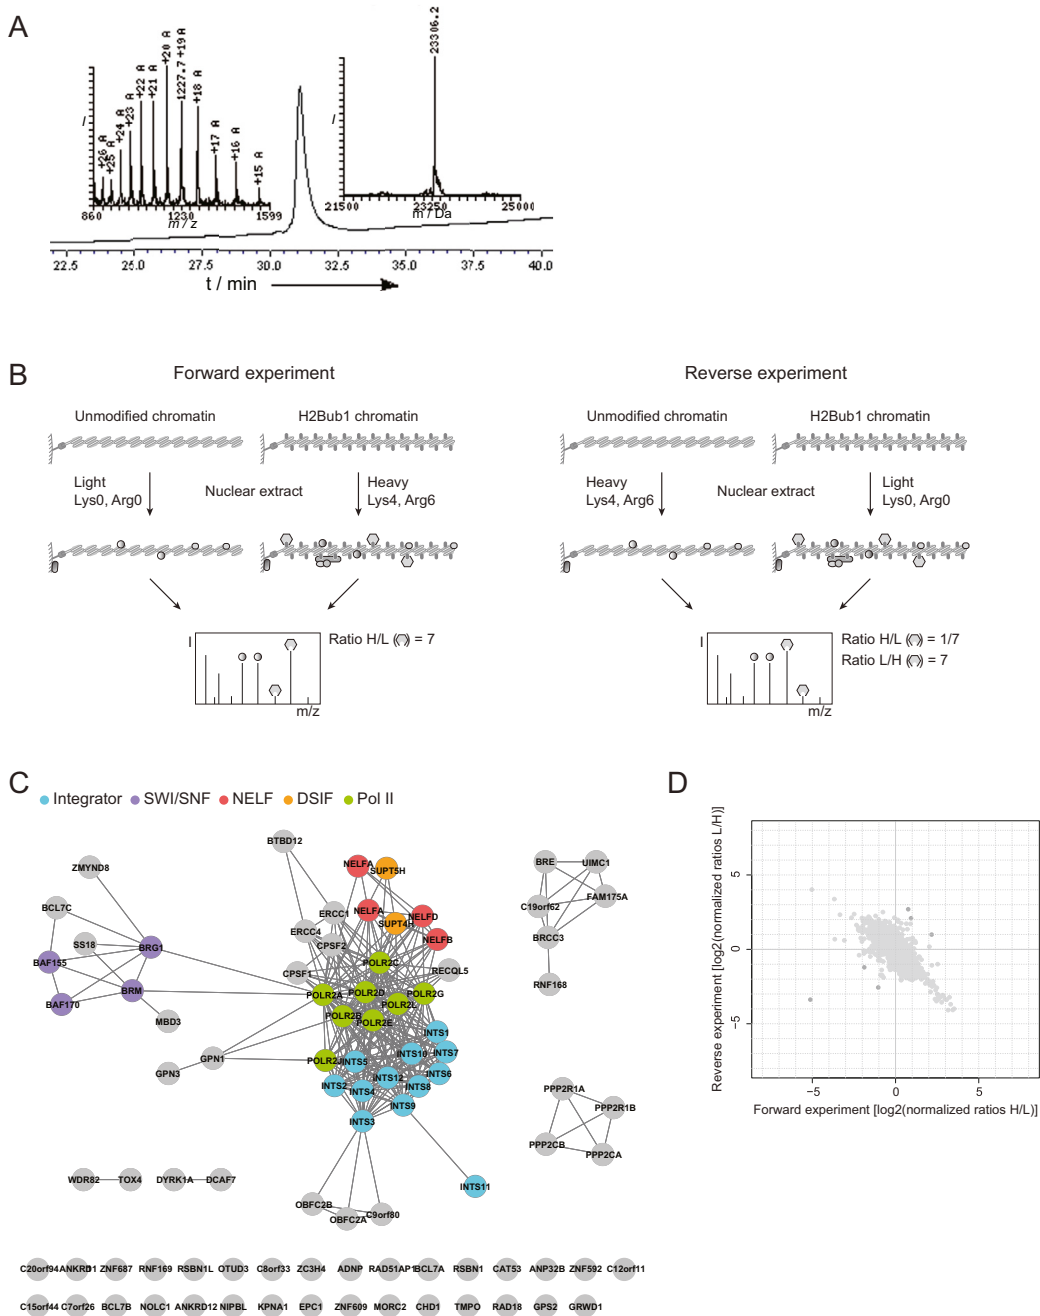 A
+26 A
+25 A
+24 A
+23 A
+22 A
+21 A
+20 A
1227.7 +19 A
+18 A
+17 A
+16 A
+15 A
I
860 1230 1599
m / z
23306.2
I
21500 23250 25000
m / Da
22.5 25.0 27.5 30.0 32.5 35.0 37.5 40.0
t / min
B
Forward experiment
Unmodified chromatin H2Bub1 chromatin
Light
Lys0, Arg0
Nuclear extract
Heavy
Lys4, Arg6
I
m/z
Ratio H/L ( ) = 7
Reverse experiment
Unmodified chromatin H2Bub1 chromatin
Heavy
Lys4, Arg6
Nuclear extract
Light
Lys0, Arg0
I
m/z
Ratio H/L ( ) = 1/7
Ratio L/H ( ) = 7
C
Integrator SWI/SNF NELF DSIF Pol II
BTBD12
ZMYND8
NELFA
SUPT5H
BCL7C
ERCC1
NELFA
NELFD
SS18
BRG1
ERCC4
SUPT4H
CPSF2
NELFB
BAF155
CPSF1
POLR2C
RECQL5
BAF170
BRM
POLR2A
POLR2D
POLR2G
POLR2L
MBD3
POLR2B
POLR2E
INTS1
GPN1
POLR2J
INTS5
INTS10
INTS7
GPN3
INTS2
INTS4
INTS12
INTS8
INTS6
INTS9
INTS3
WDR82 TOX4 DYRK1A DCAF7
INTS11
OBFC2B
OBFC2A
C9orf80
BRE
UIMC1
C19orf62
FAM175A
BRCC3
RNF168
PPP2R1A
PPP2R1B
PPP2CB
PPP2CA
C20orf94 ANKRD11 ZNF687 RNF169 RSBN1L OTUD3 C8orf33 ZC3H4 ADNP RAD51AP1 BCL7A RSBN1 CAT53 ANP32B ZNF592 C12orf11
C15orf44 C7orf26 BCL7B NOLC1 ANKRD12 NIPBL KPNA1 EPC1 ZNF609 MORC2 CHD1 TMPO RAD18 GPS2 GRWD1
D
Reverse experiment [log2(normalized ratios L/H)]
5
0
−5
−5 0 5
Forward experiment [log2(normalized ratios H/L)]